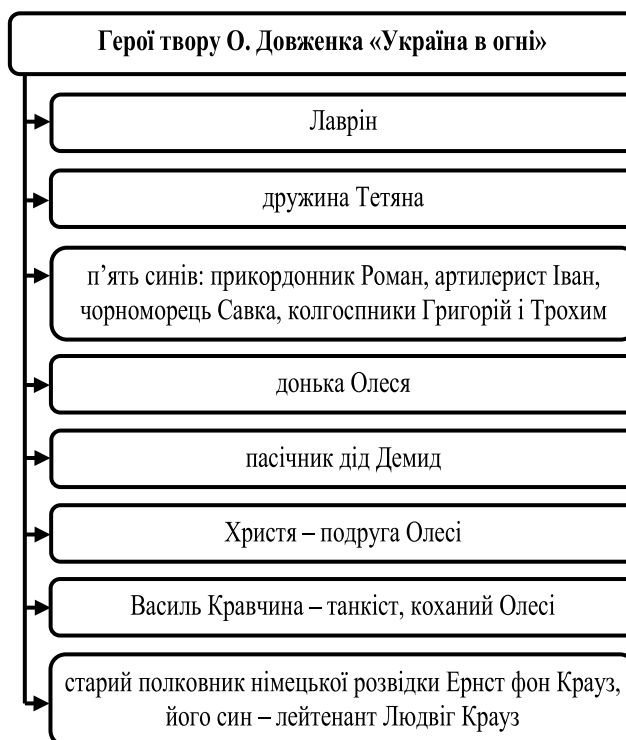 Герої твору О. Довженка «Україна в огні»
Лаврін
дружина Тетяна
п’ять синів: прикордонник Роман, артилерист Іван,
чорноморець Савка, колгоспники Григорій і Трохим
донька Олеся
пасічник дід Демид
Христя – подруга Олесі
Василь Кравчина – танкіст, коханий Олесі
старий полковник німецької розвідки Ернст фон Крауз,
його син – лейтенант Людвіг Крауз